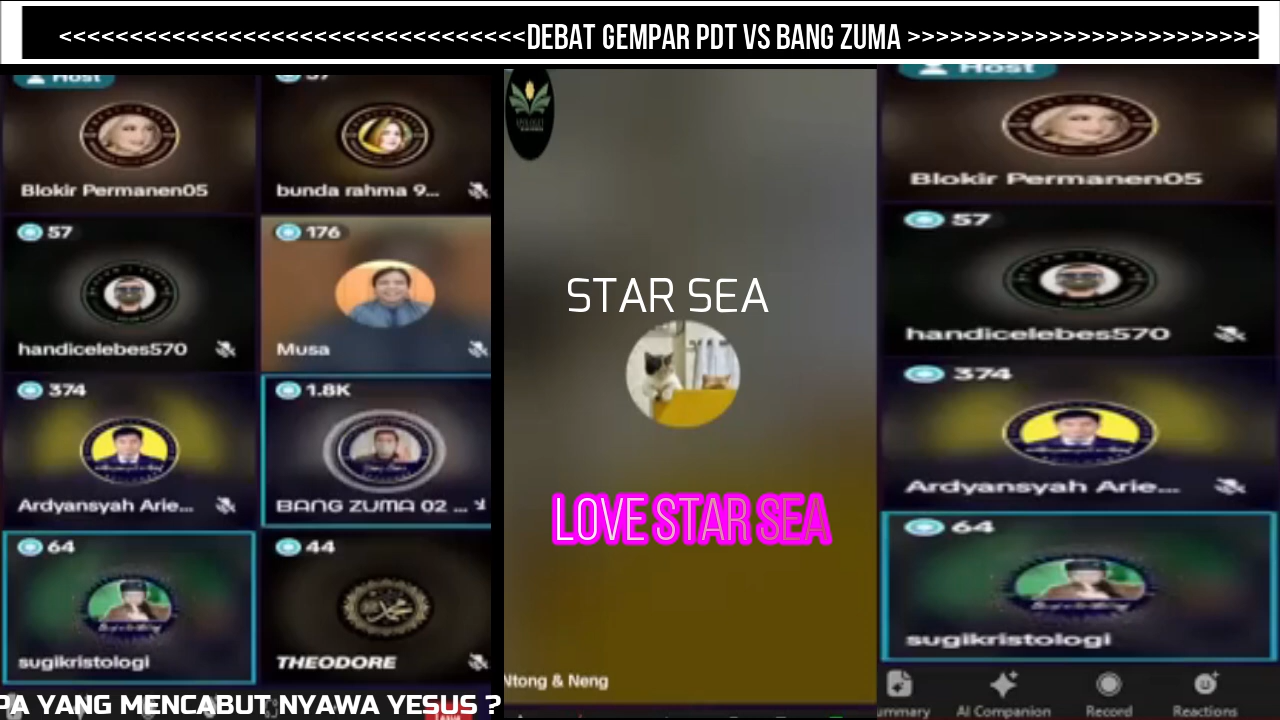 <<<<<<<<<<<<<<<<<<<<<<<<<<<<<<<<<DEBAT GEMPAR PDT VS BANG ZUMA >>>>>>>>>>>>>>>>>>>>>>>>>
Host
57
Blokir Permanen05
bunda rahma 9...
57
176
handicelebes570
Musa
374
1.8K
Ardyansyah Arie...
BANG ZUMA 02 ...
64
44
sugikristologi
THEODORE
PA YANG MENCABUT NYAWA YESUS ?
STAR SEA
LOVE STAR SEA
Ntong & Neng
Host
Blokir Permanen05
57
handicelebes570
374
Ardyansyah Arie...
64
sugikristologi
ummary
AI Companion
Record
Reactions